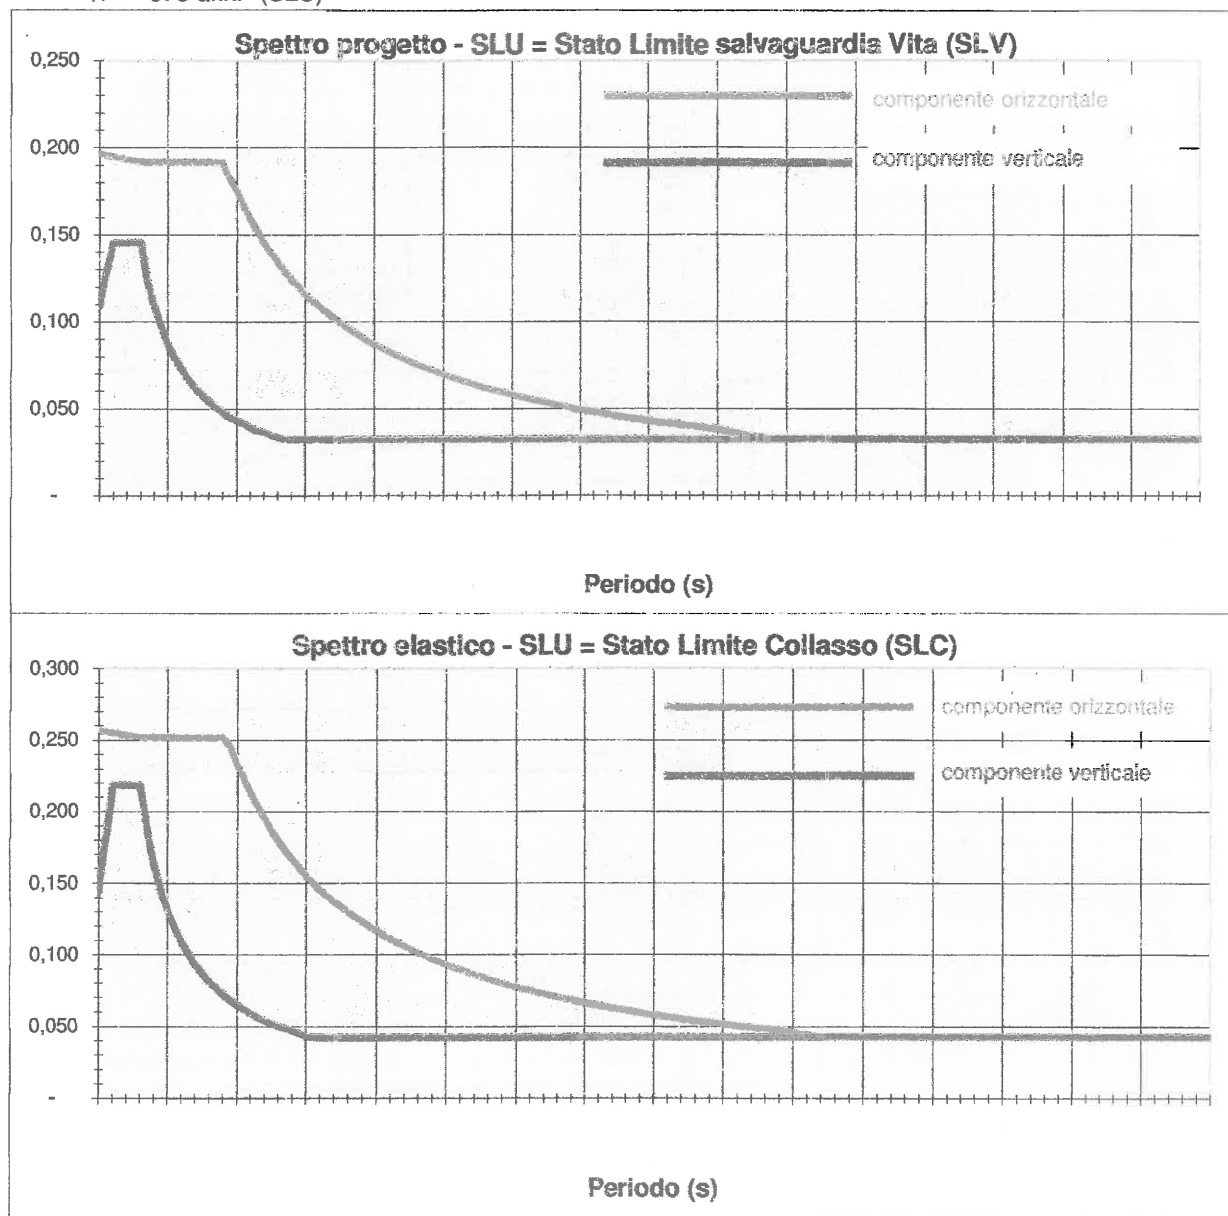 (SLC)
Spettro progetto - SLU = Stato Limite salvaguardia Vita (SLV)
0,250
componente orizzontale
0,200
componente verticale
0,150
0,100
0,050
-
Periodo (s)
Spettro elastico - SLU = Stato Limite Collasso (SLC)
0,300
componente orizzontale
0,250
componente verticale
0,200
0,150
0,100
0,050
-
Periodo (s)